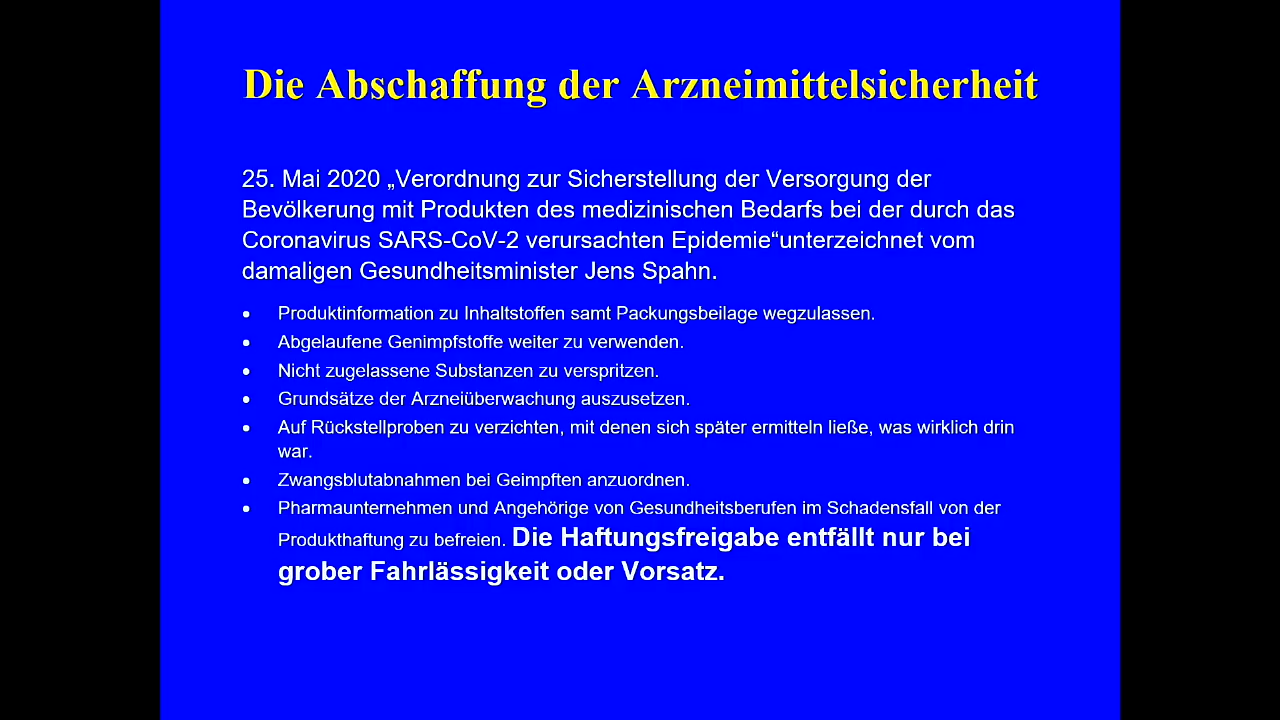 Die Abschaffung der Arzneimittelsicherheit
25. Mai 2020 „Verordnung zur Sicherstellung der Versorgung der
Bevölkerung mit Produkten des medizinischen Bedarfs bei der durch das
Coronavirus SARS-CoV-2 verursachten Epidemie“unterzeichnet vom
damaligen Gesundheitsminister Jens Spahn.
• Produktinformation zu Inhaltstoffen samt Packungsbeilage wegzulassen.
• Abgelaufene Genimpfstoffe weiter zu verwenden.
• Nicht zugelassene Substanzen zu verspritzen.
• Grundsätze der Arzneiüberwachung auszusetzen.
• Auf Rückstellproben zu verzichten, mit denen sich später ermitteln ließe, was wirklich drin
war.
• Zwangsblutabnahmen bei Geimpften anzuordnen.
• Pharmaunternehmen und Angehörige von Gesundheitsberufen im Schadensfall von der
Produkthaftung zu befreien. Die Haftungsfreigabe entfällt nur bei
grober Fahrlässigkeit oder Vorsatz.